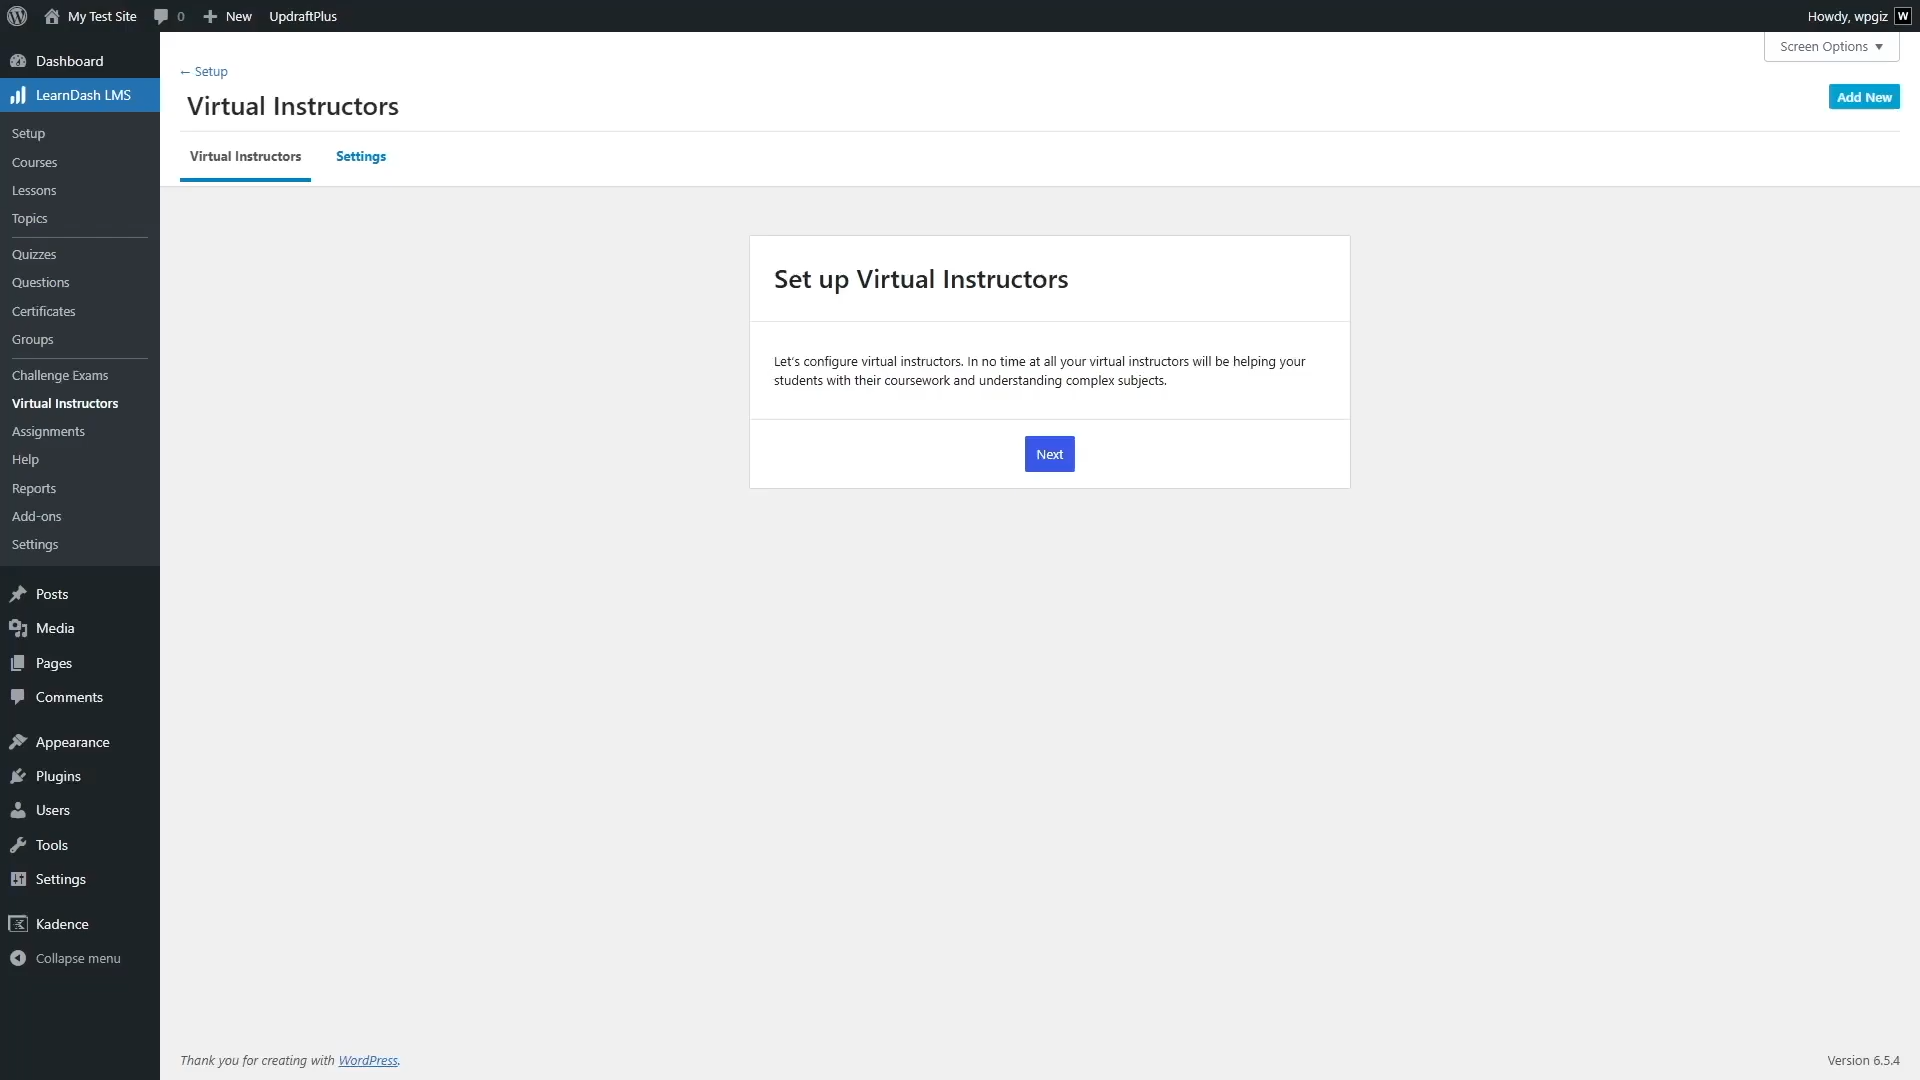 My Test Site
0
New
UpdraftPlus
Howdy, wpgiz
W
Dashboard
LearnDash LMS
Setup
Courses
Lessons
Topics
Quizzes
Questions
Certificates
Groups
Challenge Exams
Virtual Instructors
Assignments
Help
Reports
Add-ons
Settings
Posts
Media
Pages
Comments
Appearance
Plugins
Users
Tools
Settings
Kadence
Collapse menu
Screen Options ▼
← Setup
Virtual Instructors
Add New
Virtual Instructors
Settings
Set up Virtual Instructors
Let's configure virtual instructors. In no time at all your virtual instructors will be helping your
students with their coursework and understanding complex subjects.
Next
Thank you for creating with WordPress.
Version 6.5.4